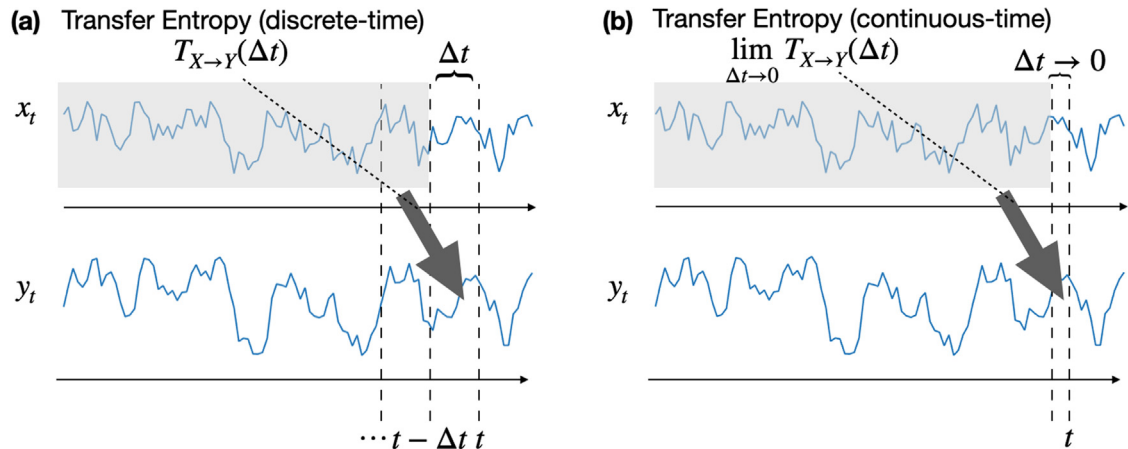 (a) Transfer Entropy (discrete-time)
T_{X→Y}(Δt)
Δt
x_t
y_t
⋯ t − Δt t
(b) Transfer Entropy (continuous-time)
lim_{Δt→0} T_{X→Y}(Δt)
Δt → 0
x_t
y_t
t